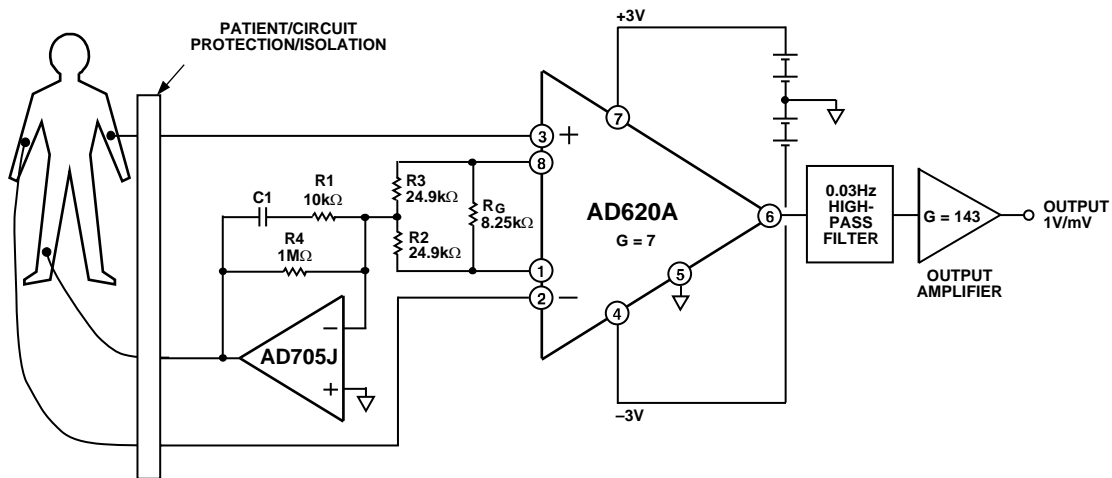 PATIENT/CIRCUIT
PROTECTION/ISOLATION
+3V
C1
R1
10kΩ
R4
1MΩ
R3
24.9kΩ
R2
24.9kΩ
RG
8.25kΩ
3
+
8
1
2
−
7
AD620A
G = 7
6
5
4
AD705J
−
+
–3V
0.03Hz
HIGH-
PASS
FILTER
G = 143
OUTPUT
AMPLIFIER
OUTPUT
1V/mV